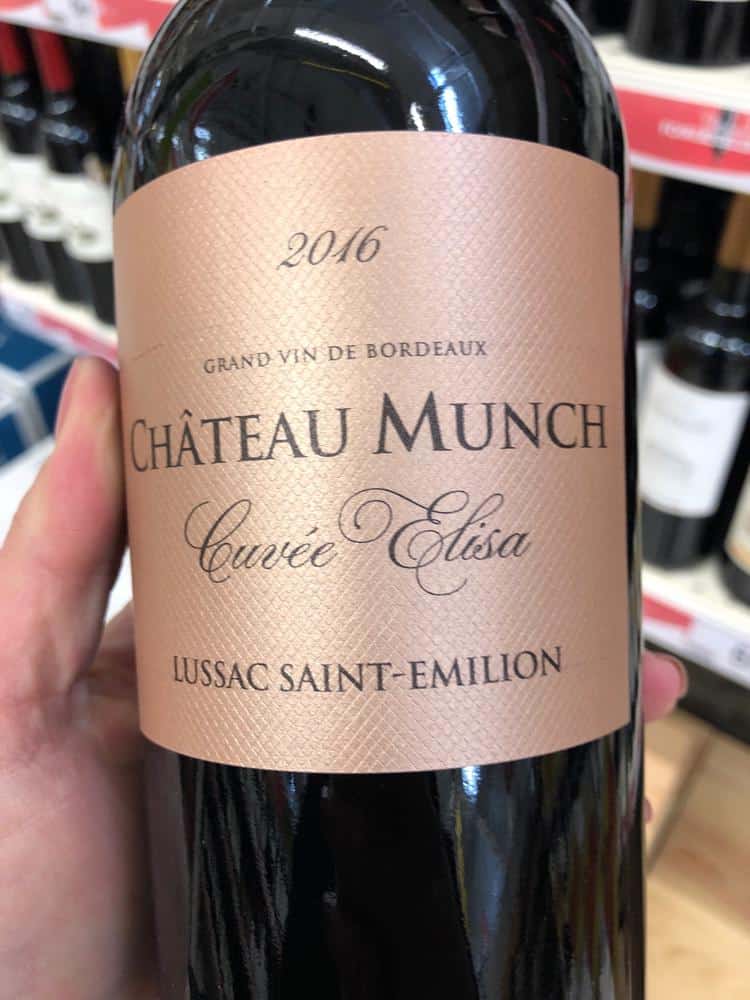 2016
GRAND VIN DE BORDEAUX
CHÂTEAU MUNCH
Cuvée Elisa
LUSSAC SAINT-EMILION